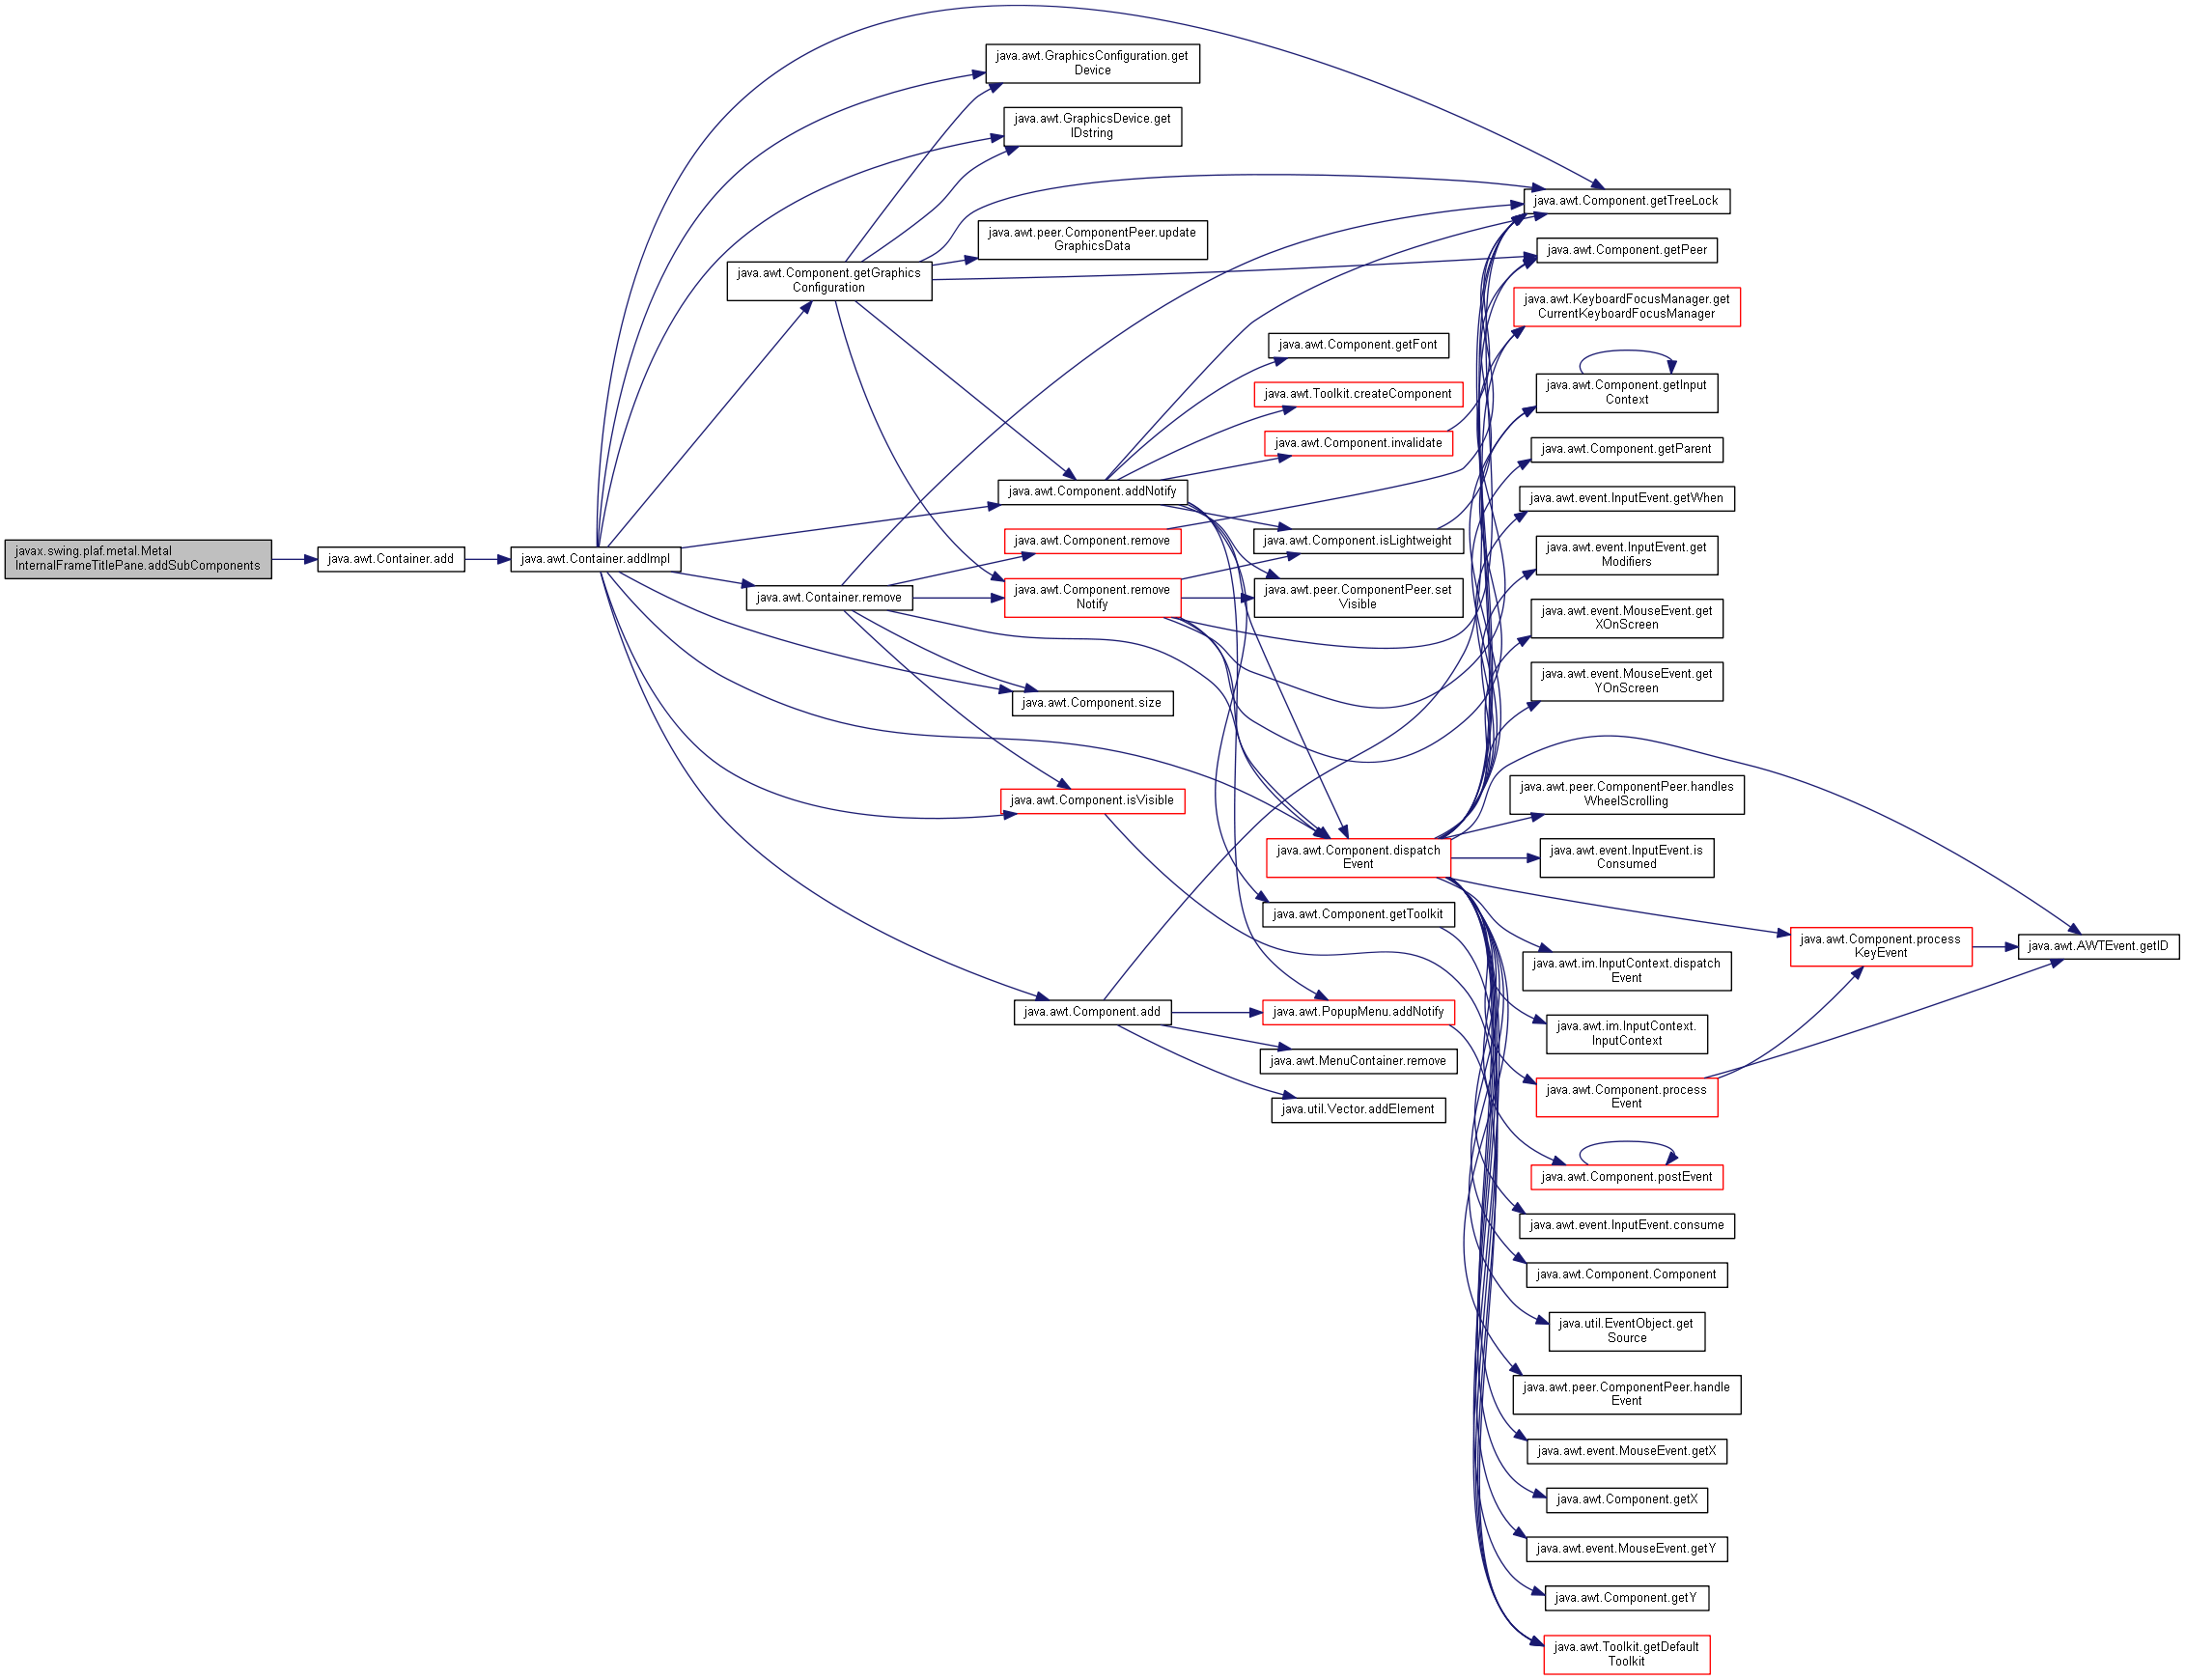 javax.swing.plaf.metal.Metal
InternalFrameTitlePane.addSubComponents
java.awt.Container.add
java.awt.Container.addImpl
java.awt.Component.getGraphics
Configuration
java.awt.Container.remove
java.awt.GraphicsConfiguration.get
Device
java.awt.GraphicsDevice.get
IDstring
java.awt.peer.ComponentPeer.update
GraphicsData
java.awt.Component.addNotify
java.awt.Component.remove
java.awt.Component.remove
Notify
java.awt.Component.size
java.awt.Component.isVisible
java.awt.Component.add
java.awt.Component.getFont
java.awt.Toolkit.createComponent
java.awt.Component.invalidate
java.awt.Component.isLightweight
java.awt.peer.ComponentPeer.set
Visible
java.awt.Component.dispatch
Event
java.awt.Component.getToolkit
java.awt.PopupMenu.addNotify
java.awt.MenuContainer.remove
java.util.Vector.addElement
java.awt.Component.getTreeLock
java.awt.Component.getPeer
java.awt.KeyboardFocusManager.get
CurrentKeyboardFocusManager
java.awt.Component.getInput
Context
java.awt.Component.getParent
java.awt.event.InputEvent.getWhen
java.awt.event.InputEvent.get
Modifiers
java.awt.event.MouseEvent.get
XOnScreen
java.awt.event.MouseEvent.get
YOnScreen
java.awt.peer.ComponentPeer.handles
WheelScrolling
java.awt.event.InputEvent.is
Consumed
java.awt.im.InputContext.dispatch
Event
java.awt.im.InputContext.
InputContext
java.awt.Component.process
Event
java.awt.Component.postEvent
java.awt.event.InputEvent.consume
java.awt.Component.Component
java.util.EventObject.get
Source
java.awt.peer.ComponentPeer.handle
Event
java.awt.event.MouseEvent.getX
java.awt.Component.getX
java.awt.event.MouseEvent.getY
java.awt.Component.getY
java.awt.Toolkit.getDefault
Toolkit
java.awt.Component.process
KeyEvent
java.awt.AWTEvent.getID